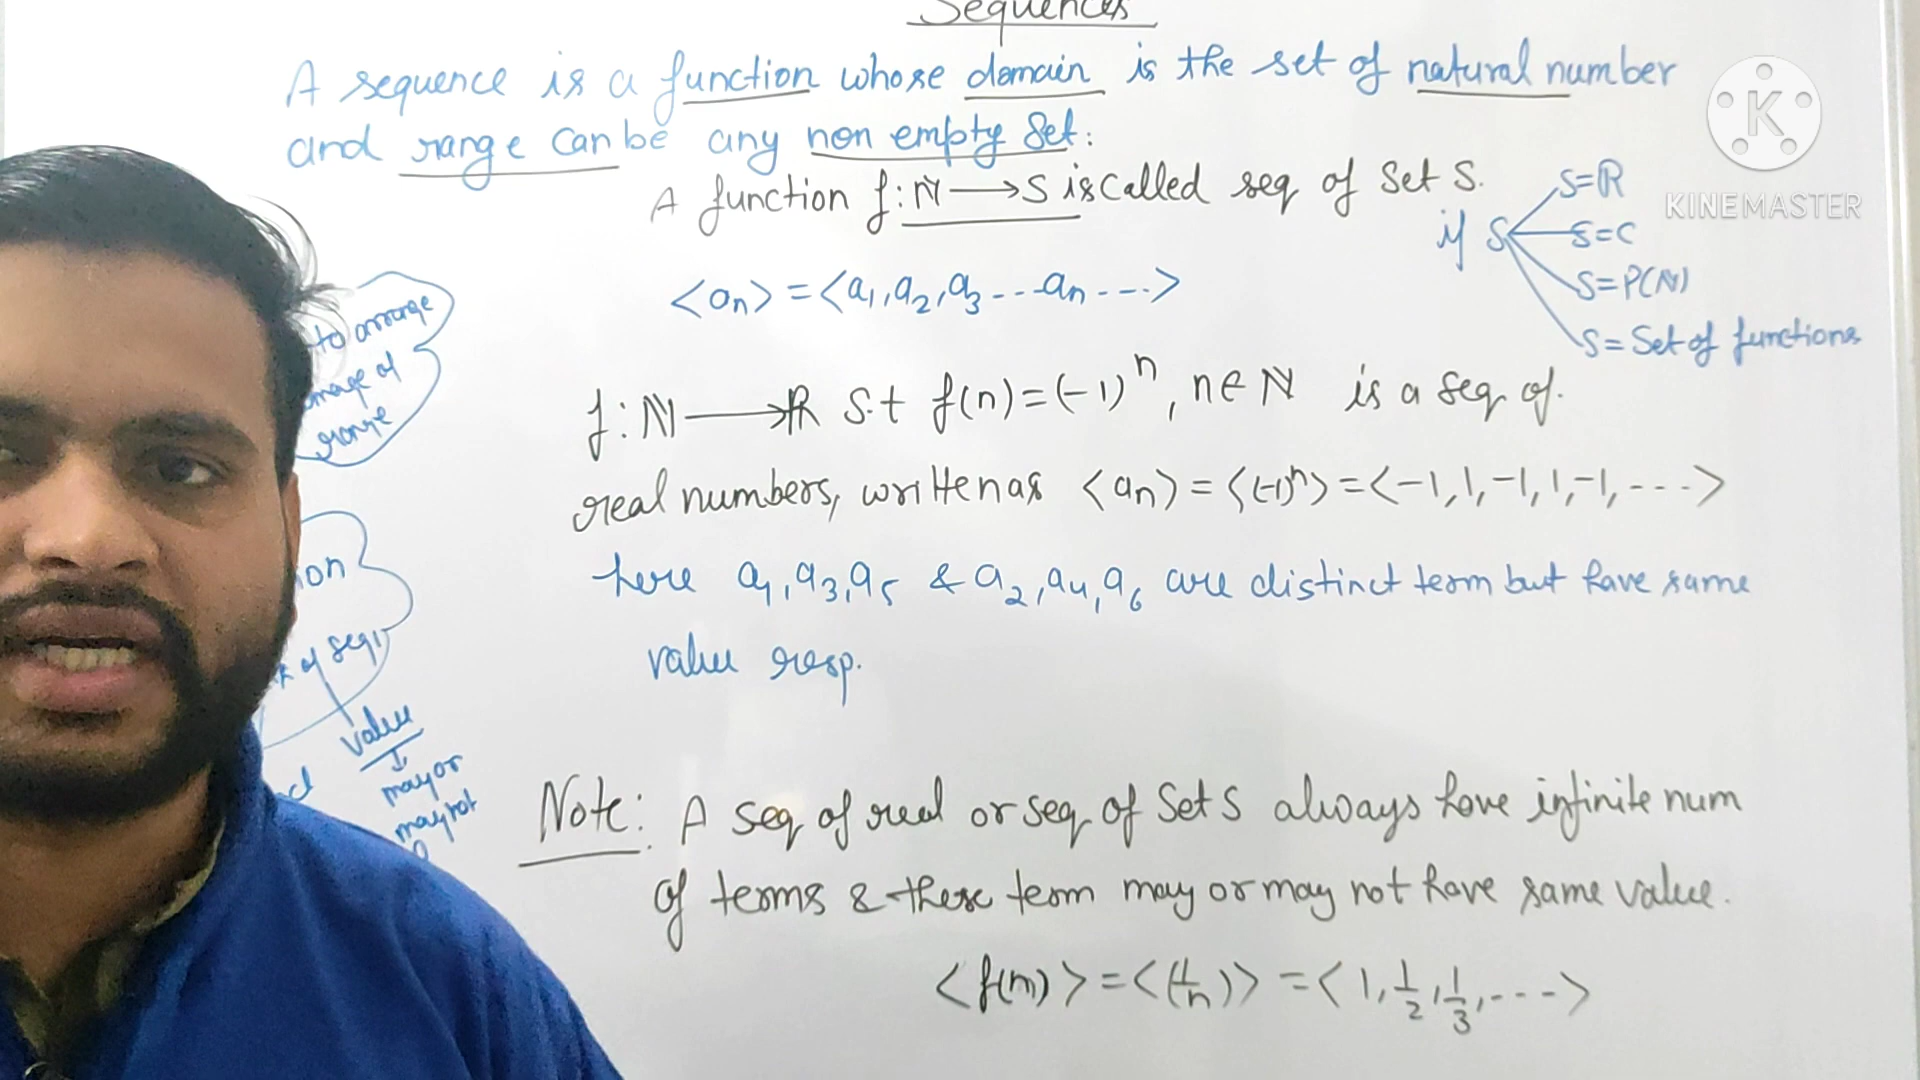 Sequences
A sequence is a function whose domain is the set of natural number
and range can be any non empty set:
A function f: ℕ ⟶ S is called seq of Set S.
if S
S=ℝ
S=C
S=P(ℕ)
S= Set of functions
K
KINEMASTER
<an> = <a₁, a₂, a₃ --- an --->
to arrange
image of
range
f: ℕ ⟶ ℝ S.t f(n) = (-1)ⁿ, n∈ℕ is a seq of.
real numbers, written as <an> = <(-1)ⁿ> = <-1, 1, -1, 1, -1, --->
here a₁, a₃, a₅ & a₂, a₄, a₆ are distinct term but have same
value resp.
of seq
value
↓
may or
may not
Note: A seq of real or seq of Set S always have infinite num
of terms & these term may or may not have same value.
<f(n)> = <(1/n)> = <1, 1/2, 1/3, --->